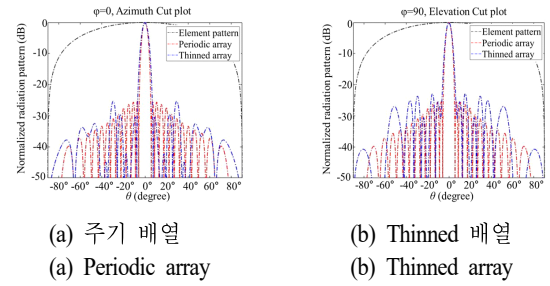 φ=0, Azimuth Cut plot
Normalized radiation pattern (dB)
0
-10
-20
-30
-40
-50
Element pattern
Periodic array
Thinned array
-80° -60° -40° -20° 0° 20° 40° 60° 80°
θ (degree)
φ=90, Elevation Cut plot
Normalized radiation pattern (dB)
0
-10
-20
-30
-40
-50
Element pattern
Periodic array
Thinned array
-80° -60° -40° -20° 0° 20° 40° 60° 80°
θ (degree)
(a) 주기 배열
(a) Periodic array
(b) Thinned 배열
(b) Thinned array